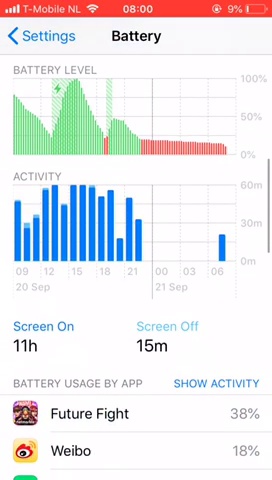 T-Mobile NL 08:00 9%
Settings Battery
BATTERY LEVEL
100%
50%
0%
ACTIVITY
60m
30m
0m
09 12 15 18 21 00 03 06
20 Sep 21 Sep
Screen On Screen Off
11h 15m
BATTERY USAGE BY APP SHOW ACTIVITY
Future Fight 38%
Weibo 18%